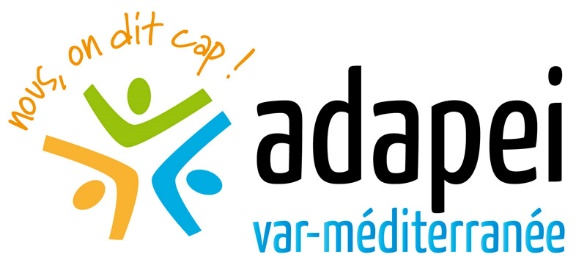 nous, on dit cap !
adapei
var-méditerranée